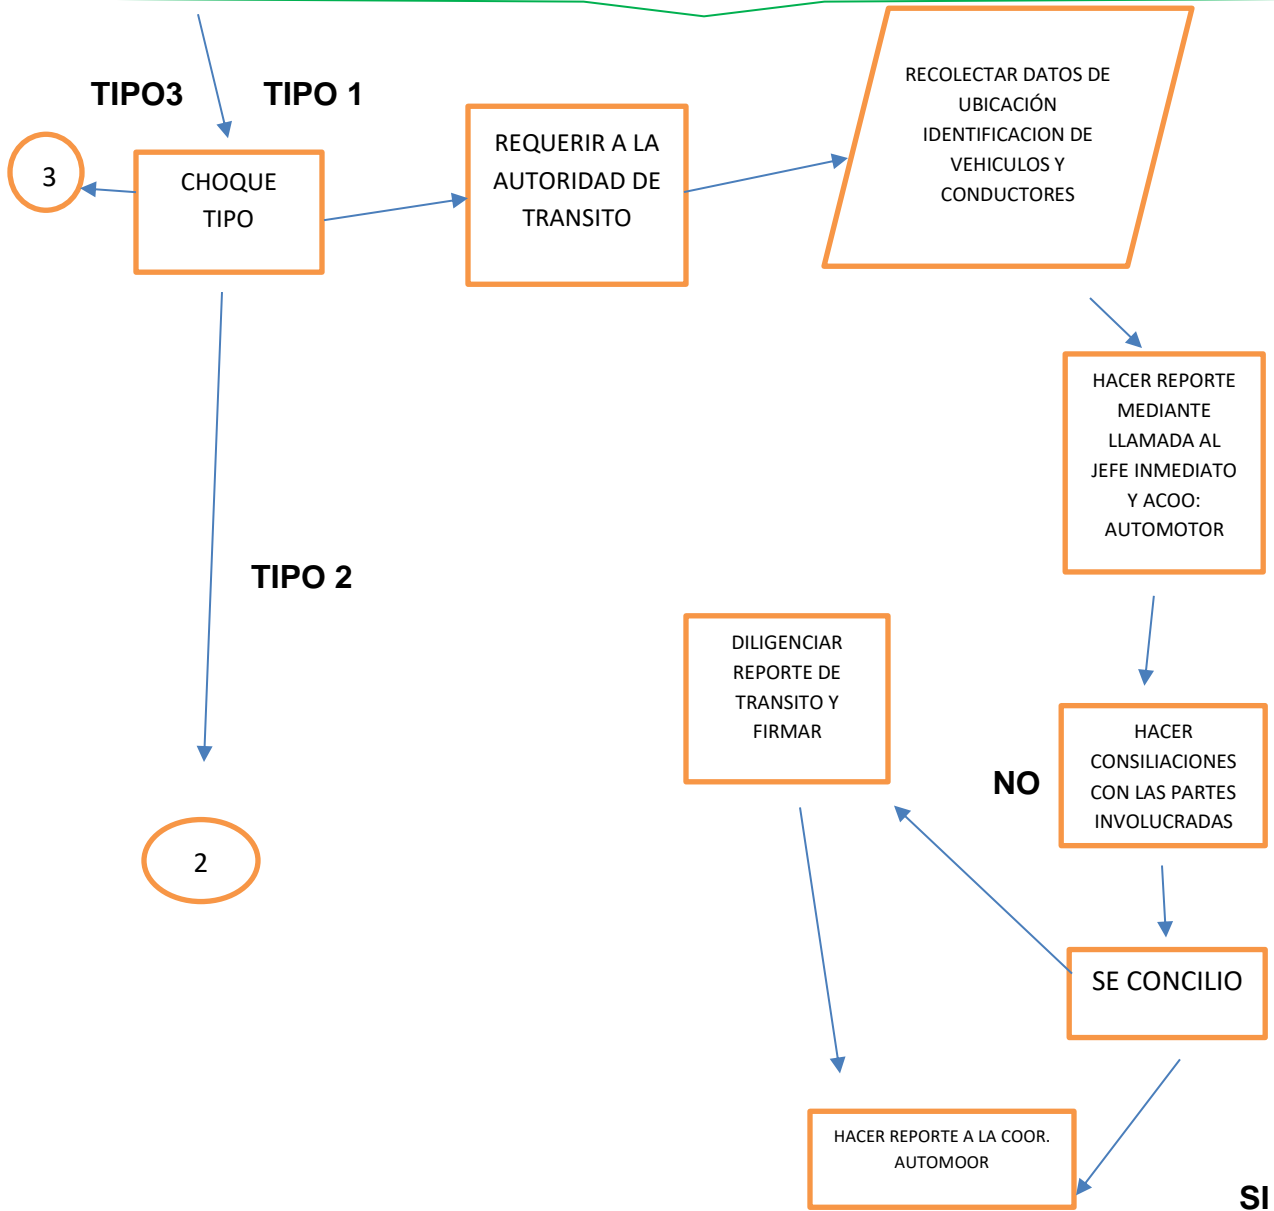 TIPO3
TIPO 1
3
CHOQUE
TIPO
REQUERIR A LA
AUTORIDAD DE
TRANSITO
RECOLECTAR DATOS DE
UBICACIÓN
IDENTIFICACION DE
VEHICULOS Y
CONDUCTORES
HACER REPORTE
MEDIANTE
LLAMADA AL
JEFE INMEDIATO
Y ACOO:
AUTOMOTOR
TIPO 2
DILIGENCIAR
REPORTE DE
TRANSITO Y
FIRMAR
NO
HACER
CONSILIACIONES
CON LAS PARTES
INVOLUCRADAS
2
SE CONCILIO
HACER REPORTE A LA COOR.
AUTOMOOR
SI